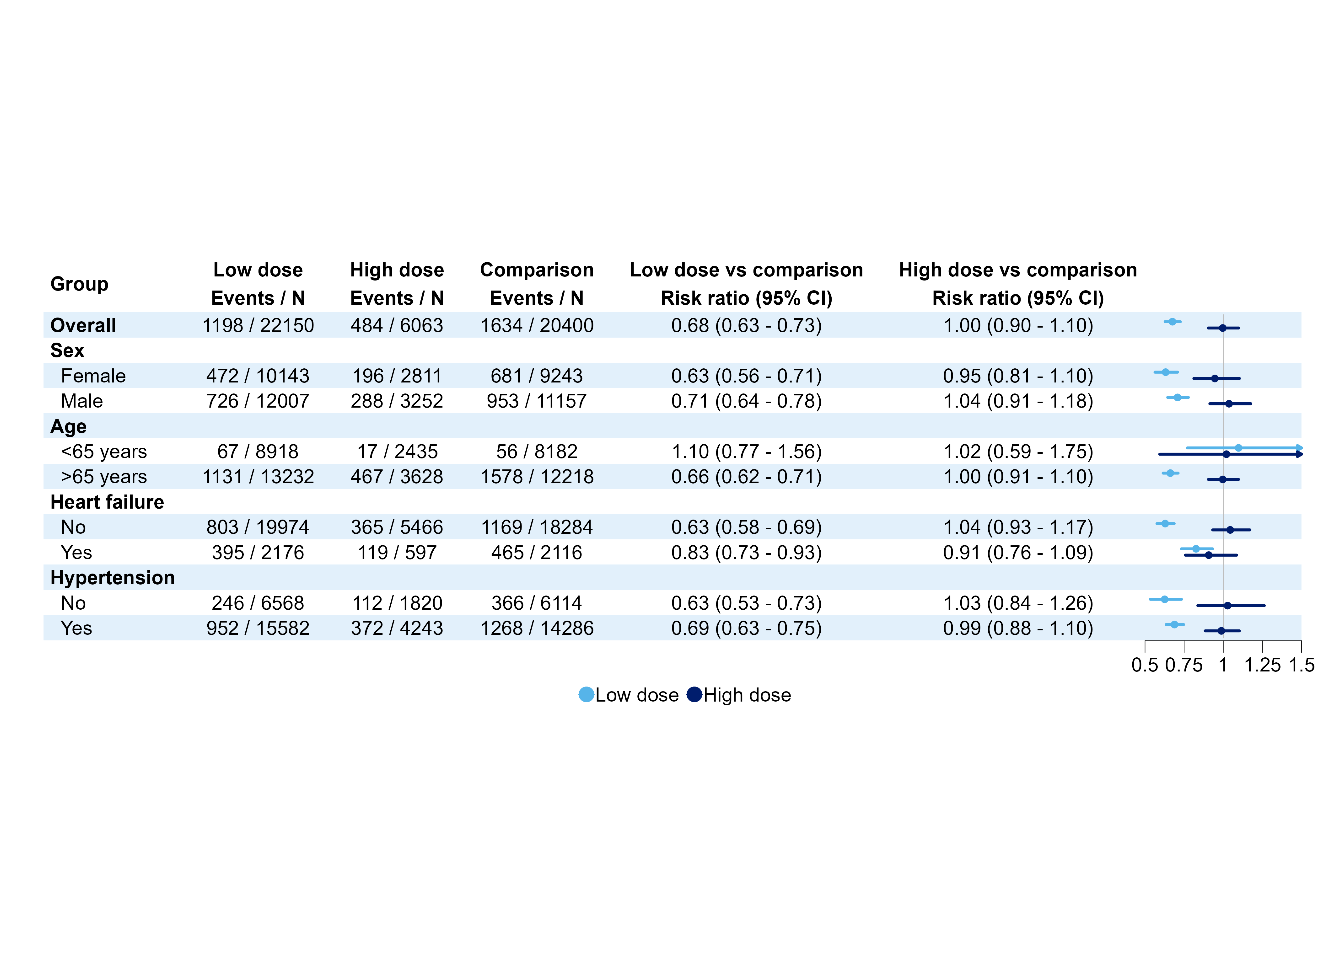 Group Low dose Events / N High dose Events / N Comparison Events / N Low dose vs comparison Risk ratio (95% CI) High dose vs comparison Risk ratio (95% CI)
Overall 1198 / 22150 484 / 6063 1634 / 20400 0.68 (0.63 - 0.73) 1.00 (0.90 - 1.10)
Sex
Female 472 / 10143 196 / 2811 681 / 9243 0.63 (0.56 - 0.71) 0.95 (0.81 - 1.10)
Male 726 / 12007 288 / 3252 953 / 11157 0.71 (0.64 - 0.78) 1.04 (0.91 - 1.18)
Age
<65 years 67 / 8918 17 / 2435 56 / 8182 1.10 (0.77 - 1.56) 1.02 (0.59 - 1.75)
>65 years 1131 / 13232 467 / 3628 1578 / 12218 0.66 (0.62 - 0.71) 1.00 (0.91 - 1.10)
Heart failure
No 803 / 19974 365 / 5466 1169 / 18284 0.63 (0.58 - 0.69) 1.04 (0.93 - 1.17)
Yes 395 / 2176 119 / 597 465 / 2116 0.83 (0.73 - 0.93) 0.91 (0.76 - 1.09)
Hypertension
No 246 / 6568 112 / 1820 366 / 6114 0.63 (0.53 - 0.73) 1.03 (0.84 - 1.26)
Yes 952 / 15582 372 / 4243 1268 / 14286 0.69 (0.63 - 0.75) 0.99 (0.88 - 1.10)
0.5 0.75 1 1.25 1.5
Low dose High dose